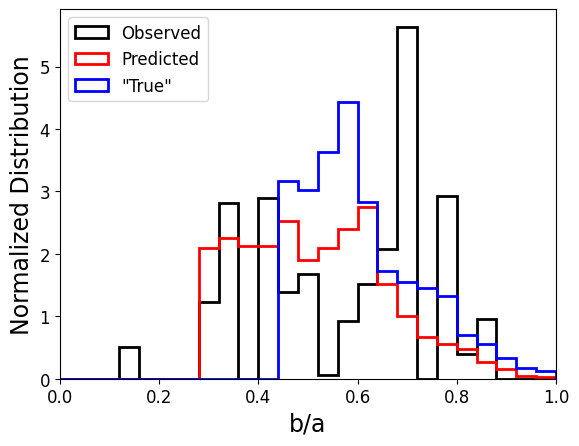 Observed
Predicted
"True"
Normalized Distribution
5
4
3
2
1
0
0.0 0.2 0.4 0.6 0.8 1.0
b/a